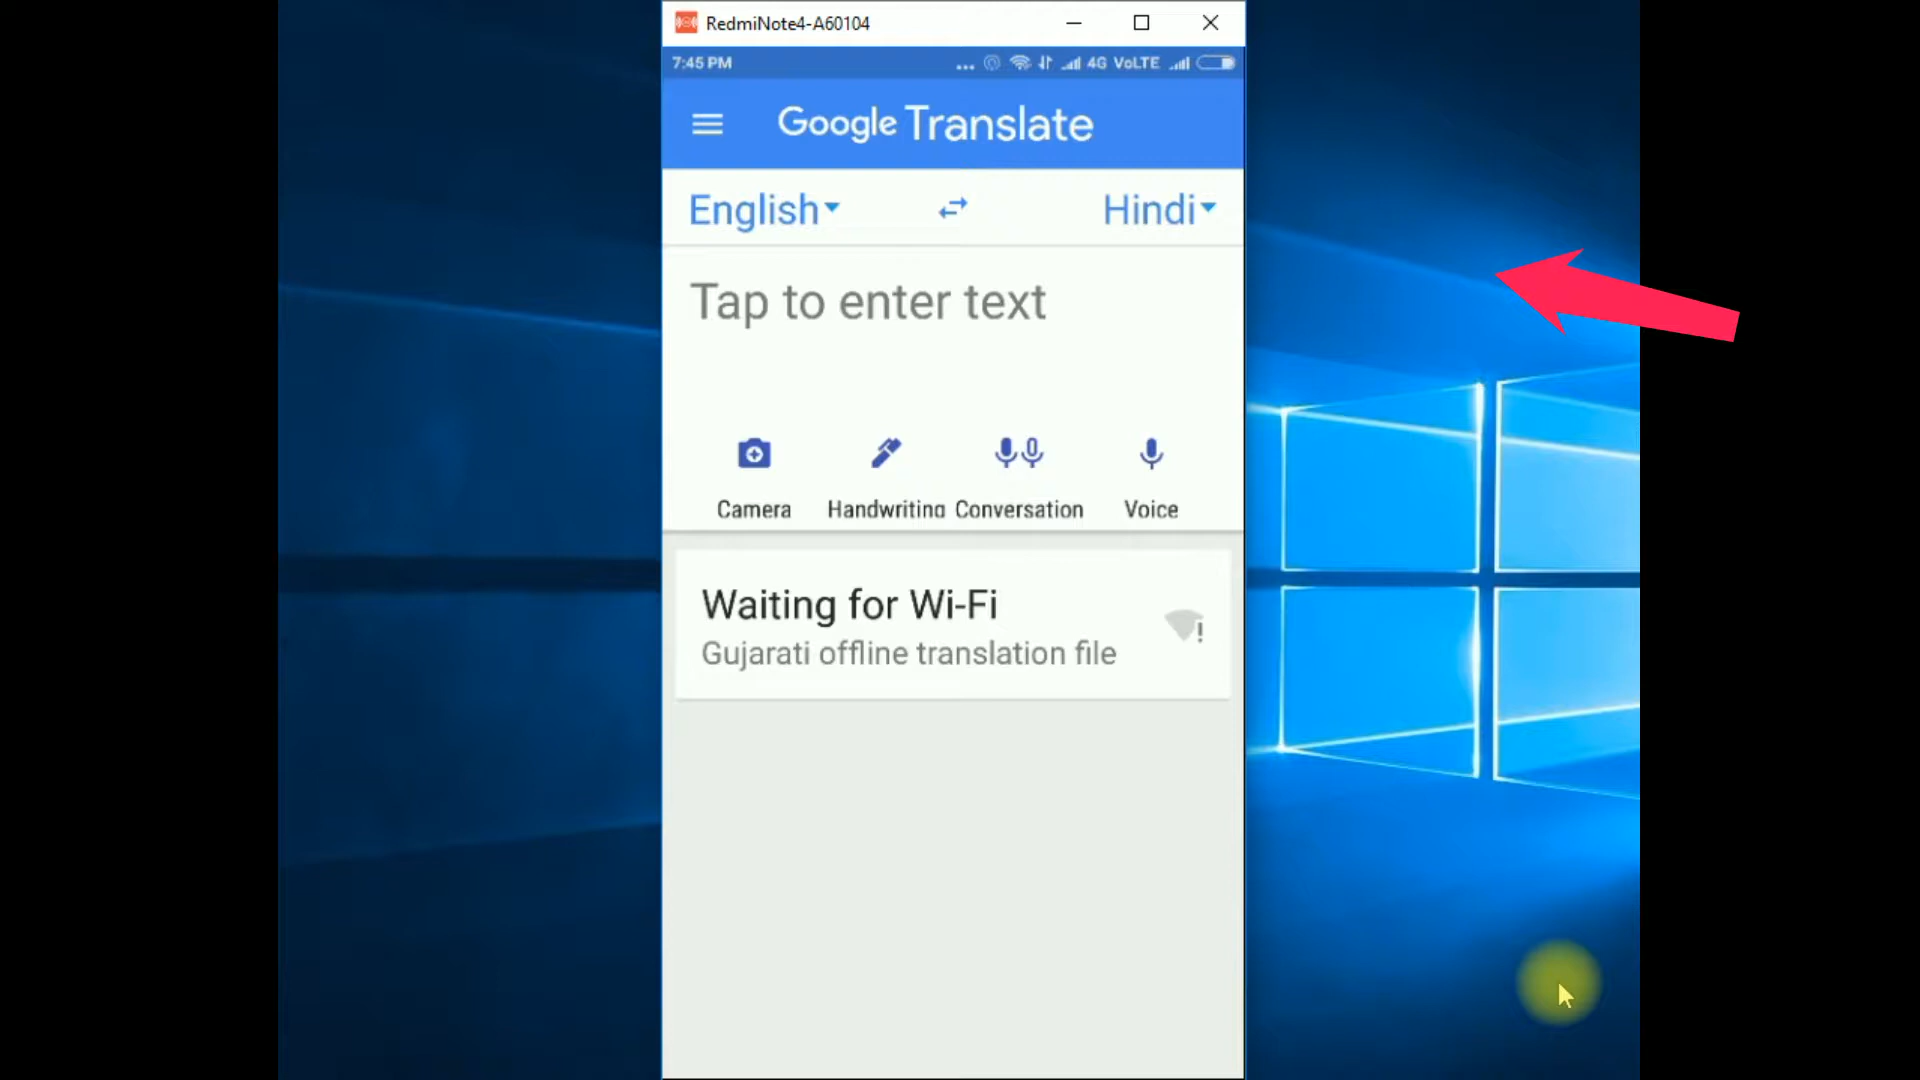 RedmiNote4-A60104
7:45 PM ... 4G VoLTE
Google Translate
English Hindi
Tap to enter text
Camera Handwriting Conversation Voice
Waiting for Wi-Fi
Gujarati offline translation file